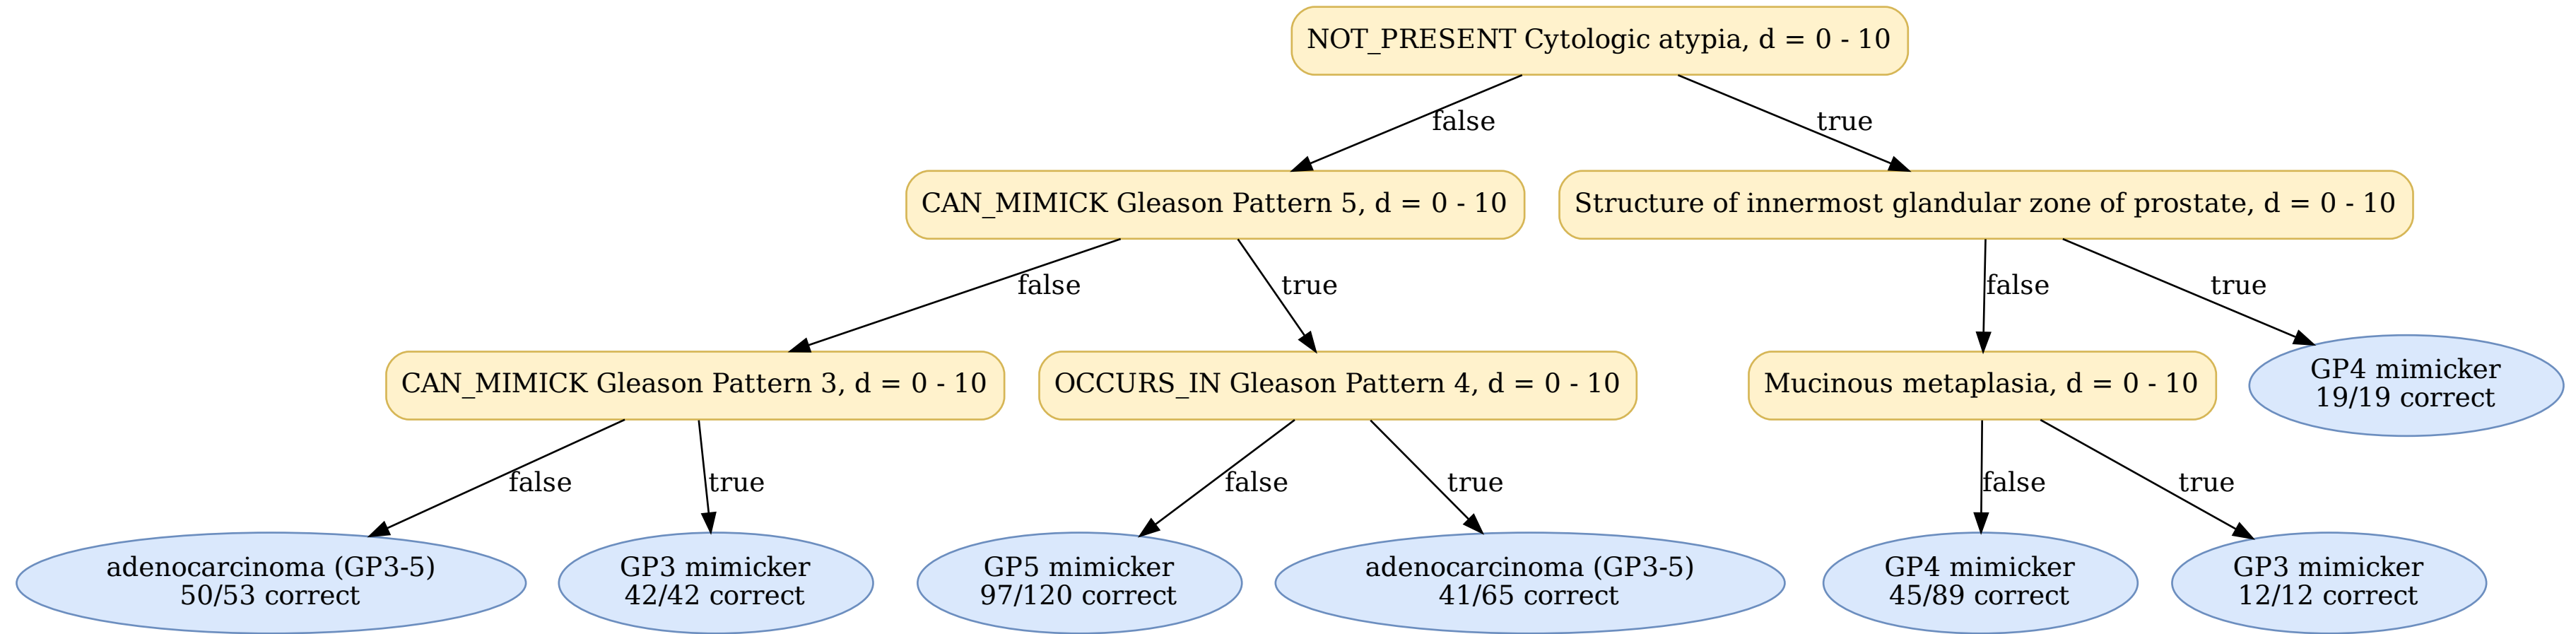 NOT_PRESENT Cytologic atypia, d = 0 - 10
false
true
CAN_MIMICK Gleason Pattern 5, d = 0 - 10
Structure of innermost glandular zone of prostate, d = 0 - 10
false
true
false
true
CAN_MIMICK Gleason Pattern 3, d = 0 - 10
OCCURS_IN Gleason Pattern 4, d = 0 - 10
Mucinous metaplasia, d = 0 - 10
GP4 mimicker
19/19 correct
false
true
false
true
false
true
adenocarcinoma (GP3-5)
50/53 correct
GP3 mimicker
42/42 correct
GP5 mimicker
97/120 correct
adenocarcinoma (GP3-5)
41/65 correct
GP4 mimicker
45/89 correct
GP3 mimicker
12/12 correct